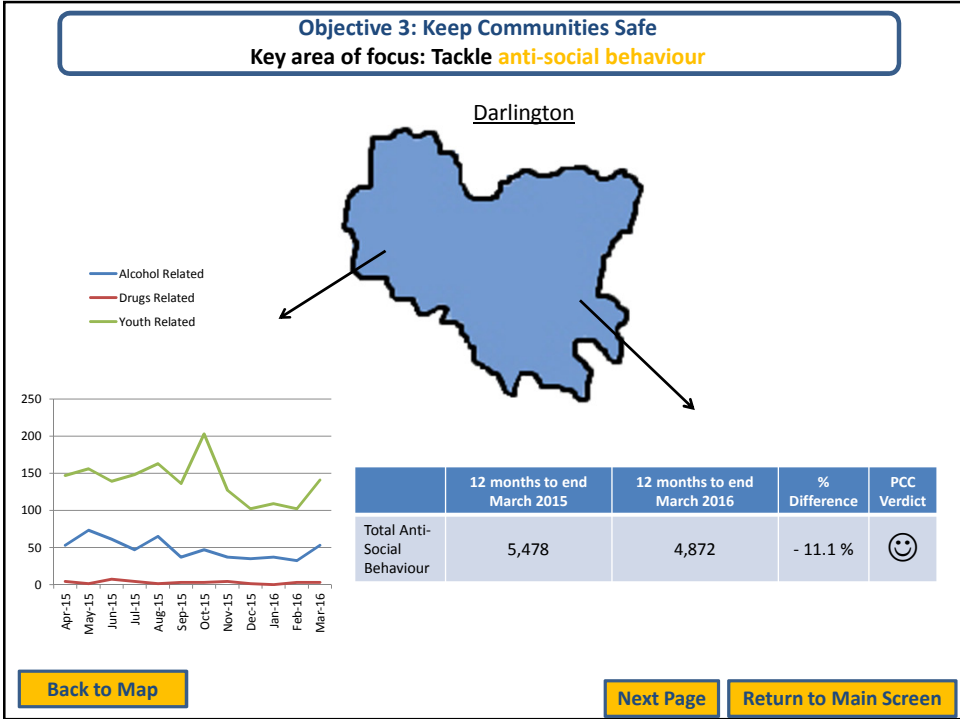 Objective 3: Keep Communities Safe
Key area of focus: Tackle anti-social behaviour
Darlington
Alcohol Related
Drugs Related
Youth Related
250
200
150
100
50
0
Apr-15
May-15
Jun-15
Jul-15
Aug-15
Sep-15
Oct-15
Nov-15
Dec-15
Jan-16
Feb-16
Mar-16
12 months to end March 2015
12 months to end March 2016
% Difference
PCC Verdict
Total Anti-
Social
Behaviour
5,478
4,872
- 11.1 %
Back to Map
Next Page
Return to Main Screen